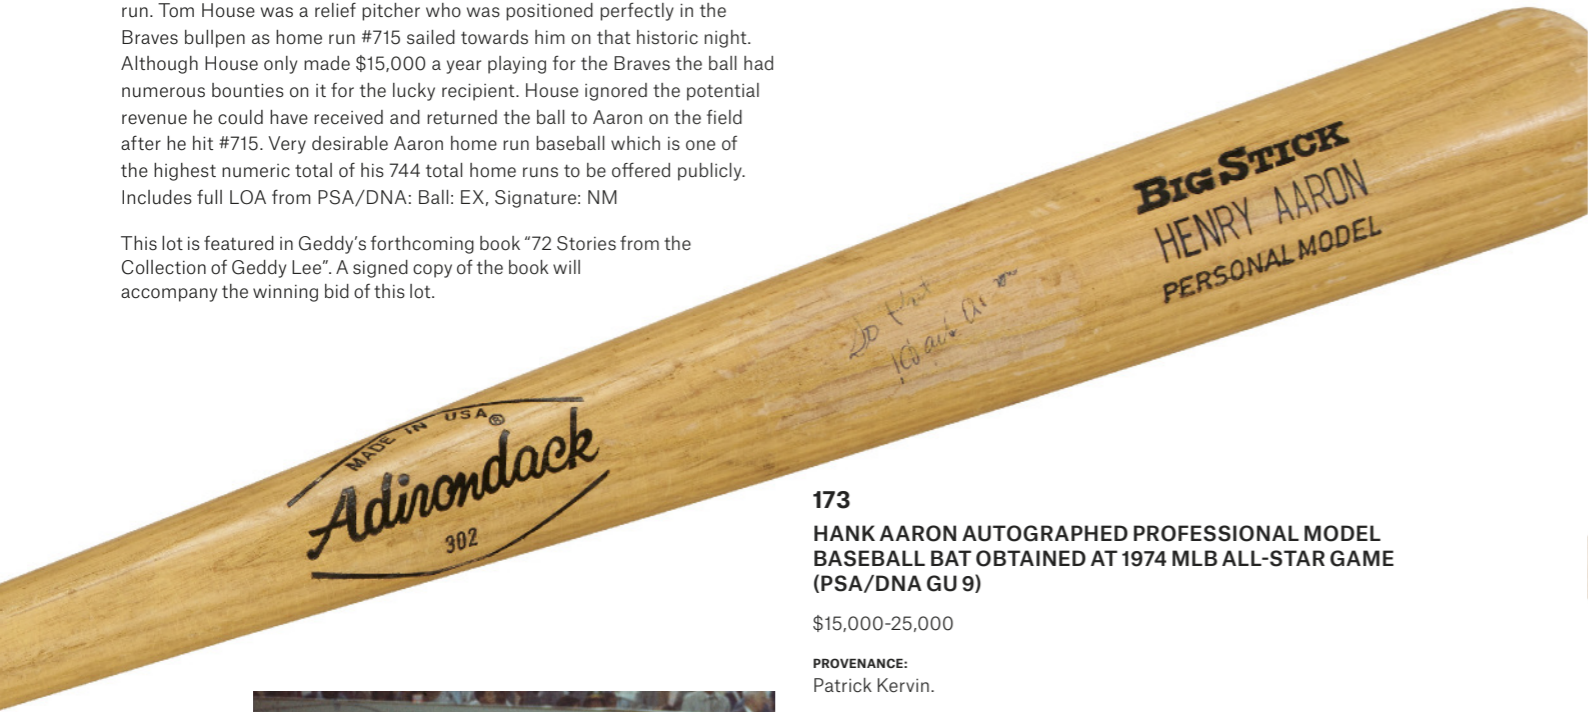 run. Tom House was a relief pitcher who was positioned perfectly in the
Braves bullpen as home run #715 sailed towards him on that historic night.
Although House only made $15,000 a year playing for the Braves the ball had
numerous bounties on it for the lucky recipient. House ignored the potential
revenue he could have received and returned the ball to Aaron on the field
after he hit #715. Very desirable Aaron home run baseball which is one of
the highest numeric total of his 744 total home runs to be offered publicly.
Includes full LOA from PSA/DNA: Ball: EX, Signature: NM
This lot is featured in Geddy’s forthcoming book “72 Stories from the
Collection of Geddy Lee”. A signed copy of the book will
accompany the winning bid of this lot.
BIG STICK
HENRY AARON
PERSONAL MODEL
MADE IN USA®
Adirondack
302
173
HANK AARON AUTOGRAPHED PROFESSIONAL MODEL
BASEBALL BAT OBTAINED AT 1974 MLB ALL-STAR GAME
(PSA/DNA GU 9)
$15,000-25,000
PROVENANCE:
Patrick Kervin.